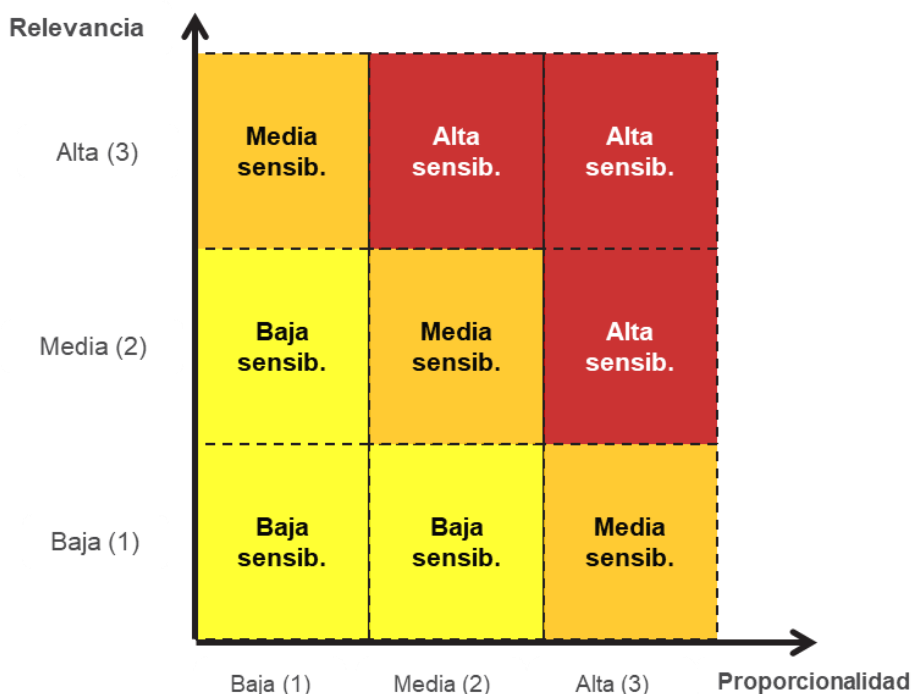 Relevancia
Alta (3)
Media
sensib.
Alta
sensib.
Alta
sensib.
Media (2)
Baja
sensib.
Media
sensib.
Alta
sensib.
Baja (1)
Baja
sensib.
Baja
sensib.
Media
sensib.
Baja (1)
Media (2)
Alta (3)
Proporcionalidad